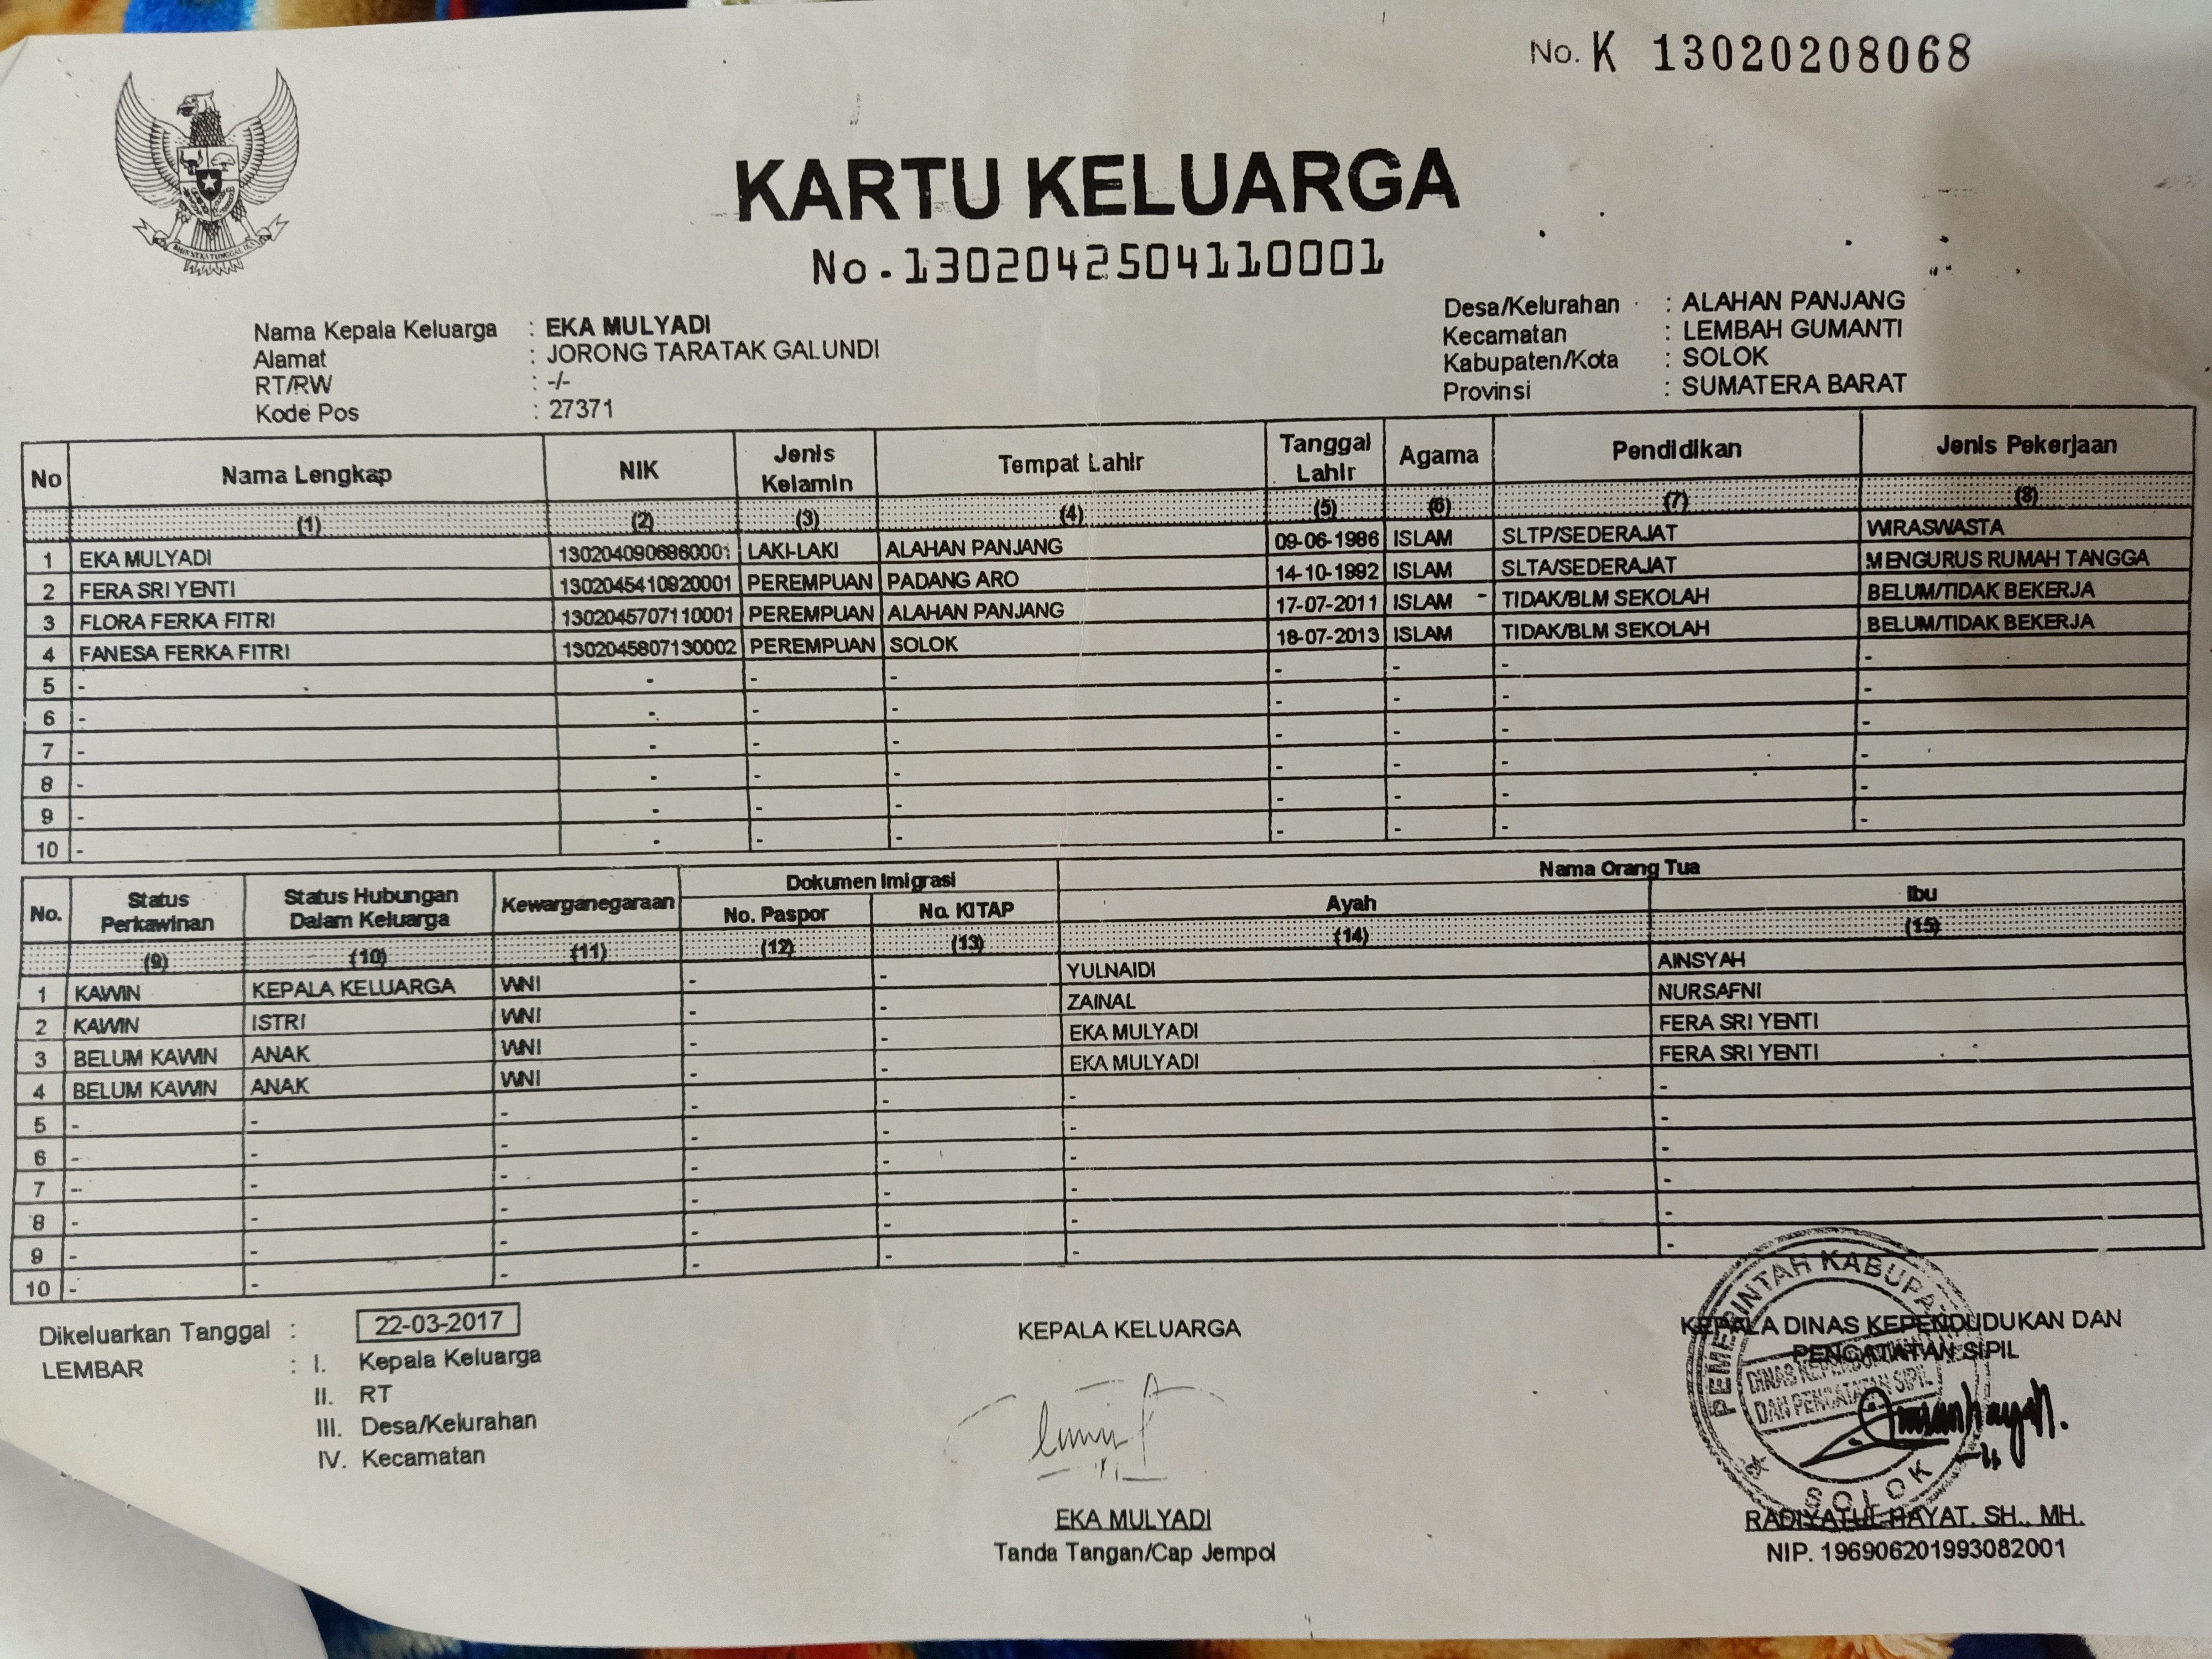 No. K 13020208068
KARTU KELUARGA
No.1302042504110001
Nama Kepala Keluarga : EKA MULYADI
Alamat : JORONG TARATAK GALUNDI
RT/RW : -/-
Kode Pos : 27371
Desa/Kelurahan : ALAHAN PANJANG
Kecamatan : LEMBAH GUMANTI
Kabupaten/Kota : SOLOK
Provinsi : SUMATERA BARAT
No Nama Lengkap NIK Jenis Kelamin Tempat Lahir Tanggal Lahir Agama Pendidikan Jenis Pekerjaan
(1) (2) (3) (4) (5) (6) (7) (8)
1 EKA MULYADI 1302040906860001 LAKI-LAKI ALAHAN PANJANG 09-06-1986 ISLAM SLTP/SEDERAJAT WIRASWASTA
2 FERA SRI YENTI 1302045410920001 PEREMPUAN PADANG ARO 14-10-1992 ISLAM SLTA/SEDERAJAT MENGURUS RUMAH TANGGA
3 FLORA FERKA FITRI 1302045707110001 PEREMPUAN ALAHAN PANJANG 17-07-2011 ISLAM TIDAK/BLM SEKOLAH BELUM/TIDAK BEKERJA
4 FANESA FERKA FITRI 1302045807130002 PEREMPUAN SOLOK 18-07-2013 ISLAM TIDAK/BLM SEKOLAH BELUM/TIDAK BEKERJA
5 - - - - - - - -
6 - - - - - - - -
7 - - - - - - - -
8 - - - - - - - -
9 - - - - - - - -
10 - - - - - - - -
No. Status Perkawinan Status Hubungan Dalam Keluarga Kewarganegaraan Dokumen Imigrasi Nama Orang Tua
No. Paspor No. KITAP Ayah Ibu
(9) (10) (11) (12) (13) (14) (15)
1 KAWIN KEPALA KELUARGA WNI - - YULNAIDI AINSYAH
2 KAWIN ISTRI WNI - - ZAINAL NURSAFNI
3 BELUM KAWIN ANAK WNI - - EKA MULYADI FERA SRI YENTI
4 BELUM KAWIN ANAK WNI - - EKA MULYADI FERA SRI YENTI
5 - - - - - - -
6 - - - - - - -
7 - - - - - - -
8 - - - - - - -
9 - - - - - - -
10 - - - - - - -
Dikeluarkan Tanggal : 22-03-2017
LEMBAR : I. Kepala Keluarga
II. RT
III. Desa/Kelurahan
IV. Kecamatan
KEPALA KELUARGA
EKA MULYADI
Tanda Tangan/Cap Jempol
KEPALA DINAS KEPENDUDUKAN DAN
PENCATATAN SIPIL
PEMERINTAH KABUPA
DAN PENCATATAN SIPIL
SOLOK
RADIYATUL HAYAT, SH., MH.
NIP. 196906201993082001